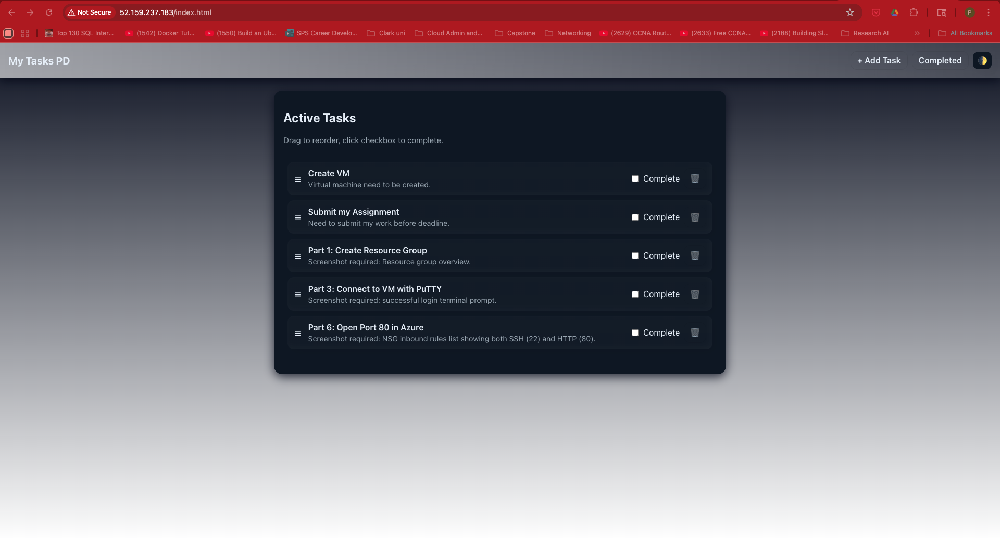 Not Secure 52.159.237.183/index.html
P
Top 130 SQL Inter... (1542) Docker Tut... (1550) Build an Ub... SPS Career Develo... Clark uni Cloud Admin and... Capstone Networking (2629) CCNA Rout... (2633) Free CCNA... (2188) Building Sl... Research AI » All Bookmarks
My Tasks PD + Add Task Completed
Active Tasks
Drag to reorder, click checkbox to complete.
Create VM
Virtual machine need to be created.
Complete
Submit my Assignment
Need to submit my work before deadline.
Complete
Part 1: Create Resource Group
Screenshot required: Resource group overview.
Complete
Part 3: Connect to VM with PuTTY
Screenshot required: successful login terminal prompt.
Complete
Part 6: Open Port 80 in Azure
Screenshot required: NSG inbound rules list showing both SSH (22) and HTTP (80).
Complete